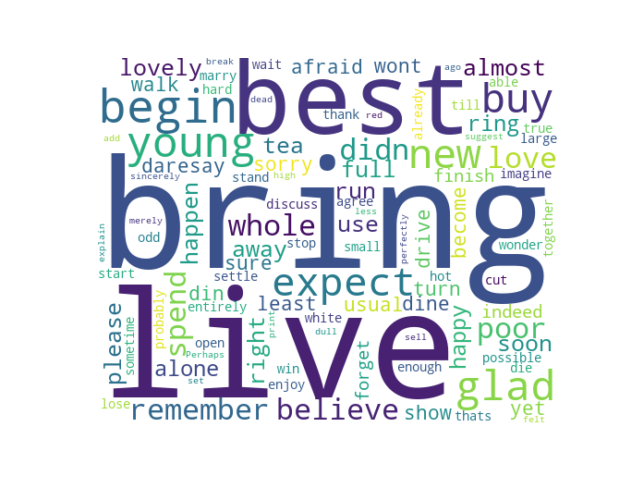 break
lovely
marry
wait
afraid
wont
ago
almost
walk
hard
best
able
buy
begin
dead
thank
red
already
till
add
young
tea
didn
new
ring
true
large
suggest
love
daresay
sorry
full
finish
imagine
sincerely
stand
high
run
less
bring
happen
merely
odd
whole
discuss
agree
use
perfectly
drive
become
wonder
together
explain
away
stop
small
sure
start
settle
expect
hot
cut
turn
spend
din
entirely
live
least
usual
dine
indeed
please
sometime
probably
right
white
print
dull
poor
happy
soon
open
Perhaps
alone
win
forget
sell
enough
possible
die
set
enjoy
glad
lose
remember
believe
show
thats
yet
felt